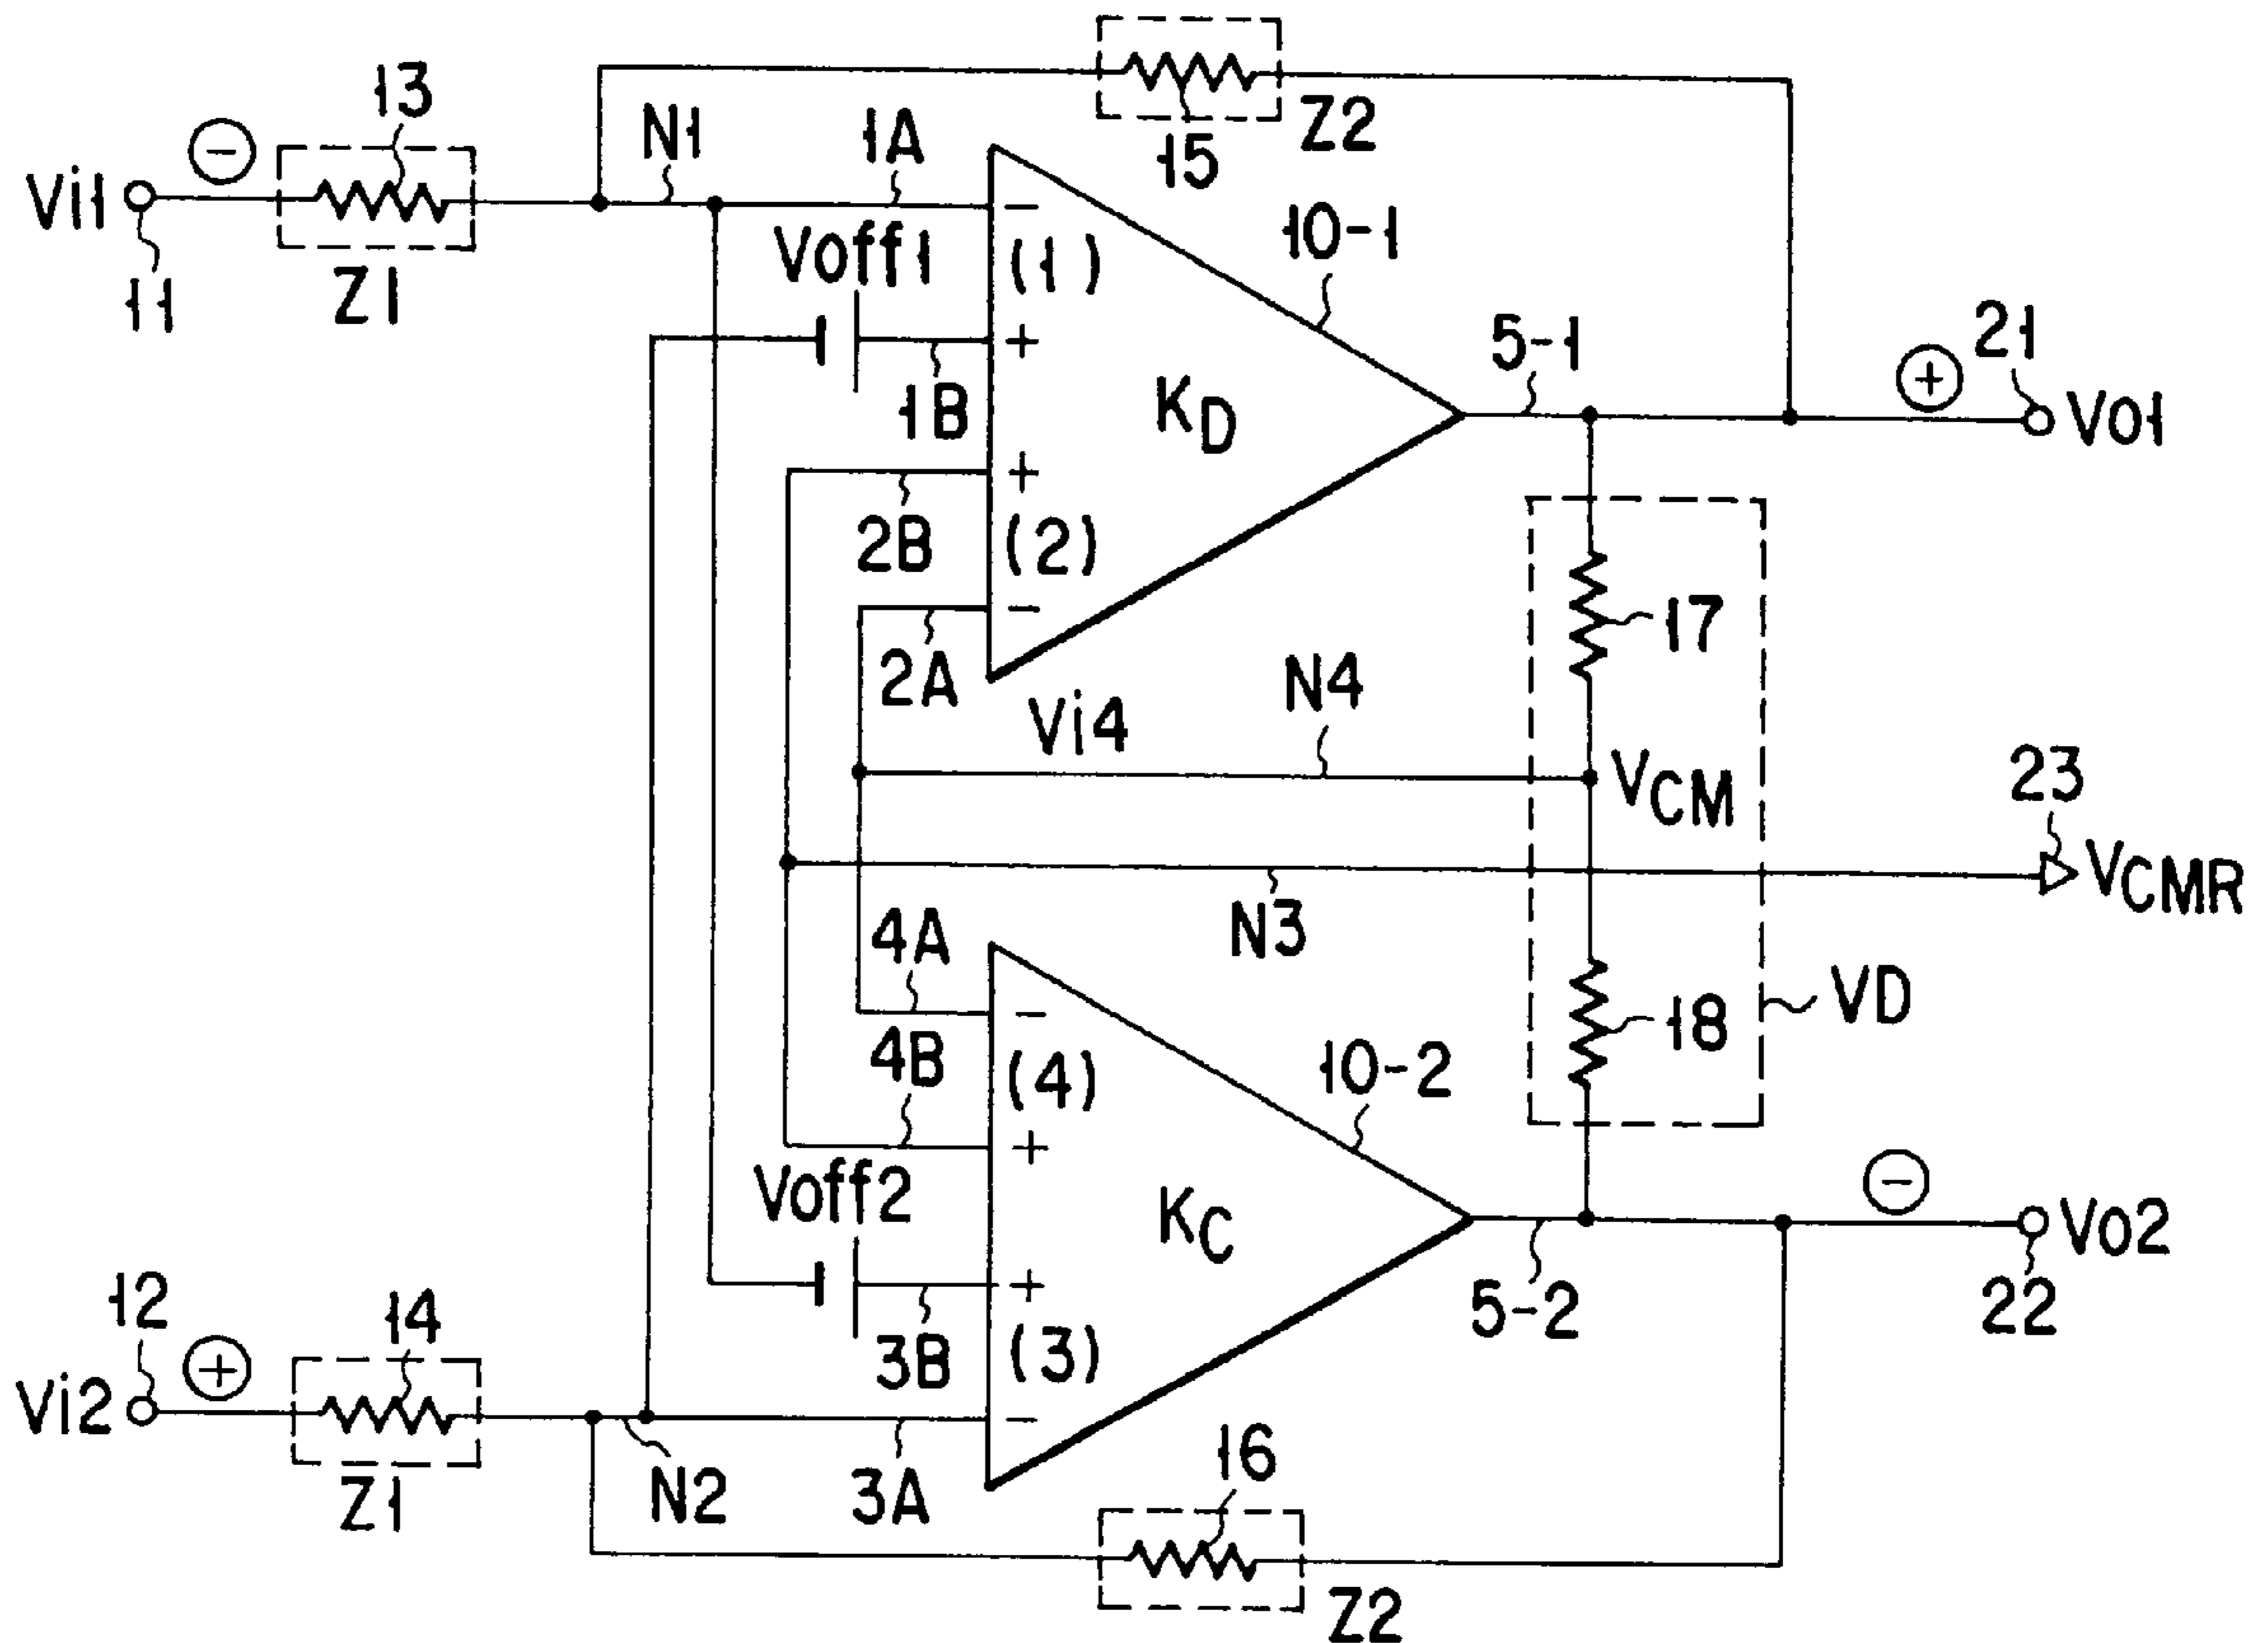 13
Z2
15
N1
1A
⊖
Vi1
11
Z1
Voff1
(1)
−
+
10-1
KD
1B
5-1
⊕
21
Vo1
+
2B
(2)
−
2A
17
Vi4
N4
VCM
23
VCMR
N3
4A
−
VD
18
4B
(4)
+
10-2
Voff2
KC
⊖
Vo2
22
5-2
+
3B
(3)
−
12
⊕
14
Vi2
Z1
N2
3A
16
Z2